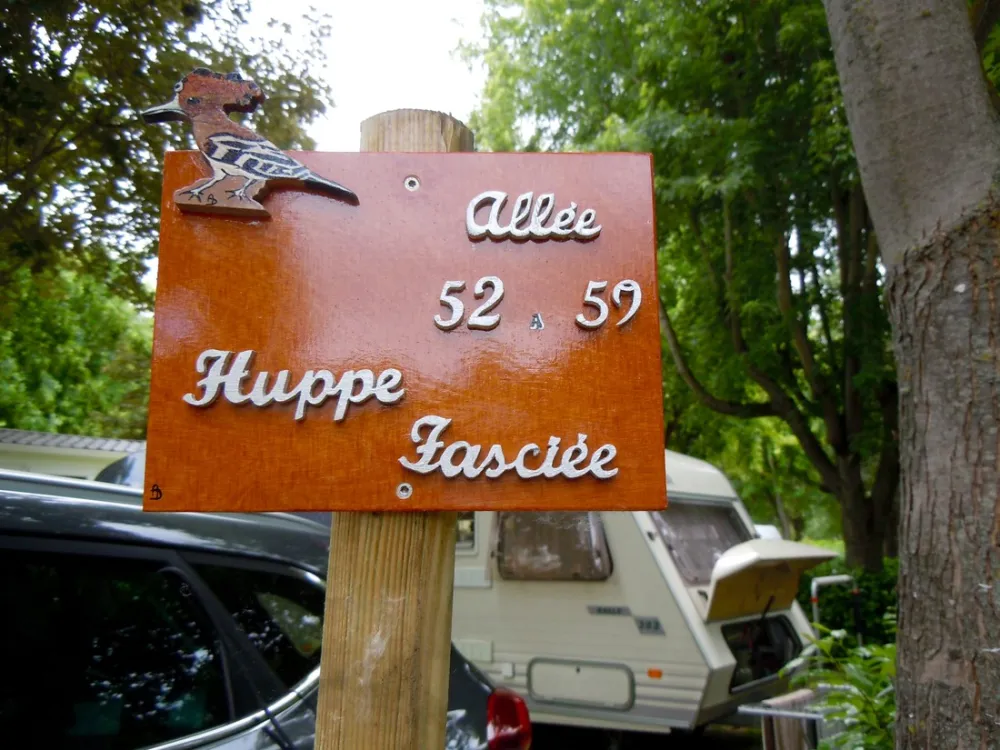 Allée
52 A 59
Huppe
Fasciée